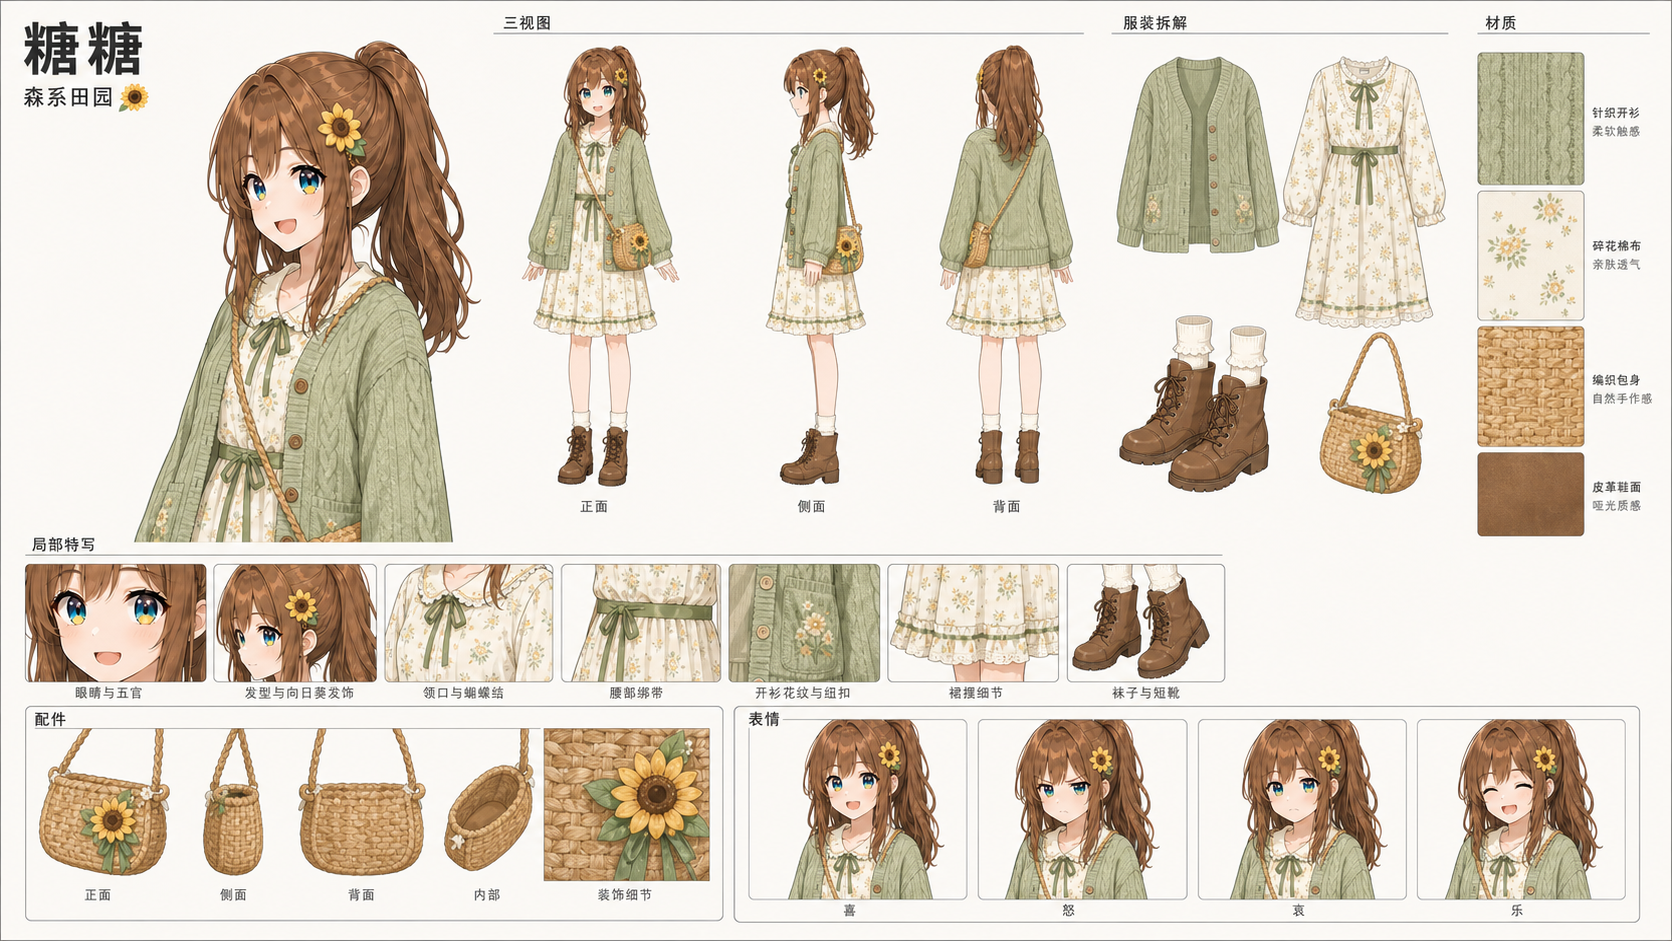 糖糖
森系田园
三视图
正面
侧面
背面
服装拆解
材质
针织开衫
柔软触感
碎花棉布
亲肤透气
编织包身
自然手作感
皮革鞋面
哑光质感
局部特写
眼睛与五官
发型与向日葵发饰
领口与蝴蝶结
腰部绑带
开衫花纹与纽扣
裙摆细节
袜子与短靴
配件
正面
侧面
背面
内部
装饰细节
表情
喜
怒
哀
乐